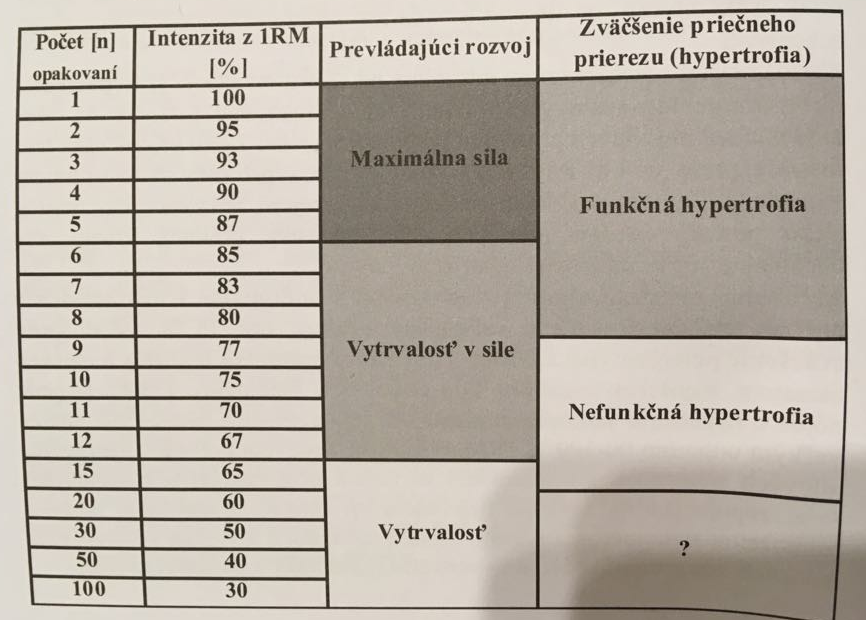 Počet [n]
opakovaní
Intenzita z 1RM
[%]
Prevládajúci rozvoj
Zväčšenie priečneho
prierezu (hypertrofia)
1 100
2 95
3 93
Maximálna sila
4 90
Funkčná hypertrofia
5 87
6 85
7 83
8 80
9 77
Vytrvalosť v sile
10 75
11 70
Nefunkčná hypertrofia
12 67
15 65
20 60
30 50
Vytrvalosť
?
50 40
100 30